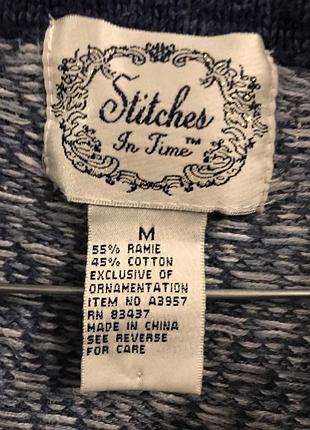 Stitches
In Time™
M
55% RAMIE
45% COTTON
EXCLUSIVE OF
ORNAMENTATION
ITEM NO A3957
RN 83437
MADE IN CHINA
SEE REVERSE
FOR CARE